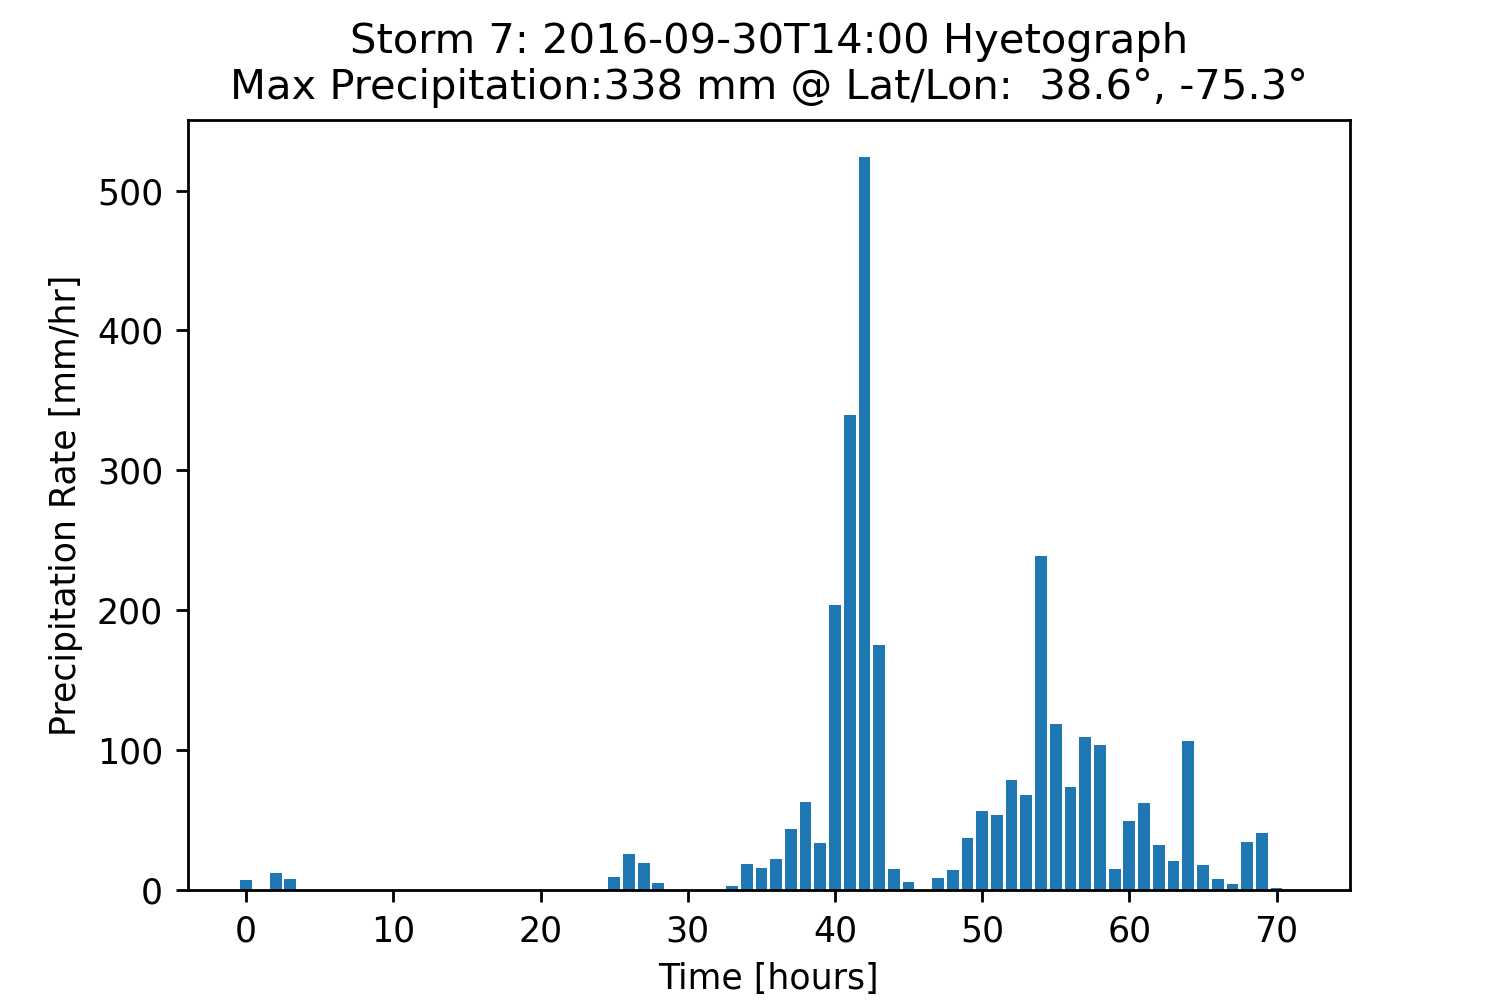 Storm 7: 2016-09-30T14:00 Hyetograph
Max Precipitation:338 mm @ Lat/Lon:  38.6°, -75.3°
Precipitation Rate [mm/hr]
500
400
300
200
100
0
0 10 20 30 40 50 60 70
Time [hours]